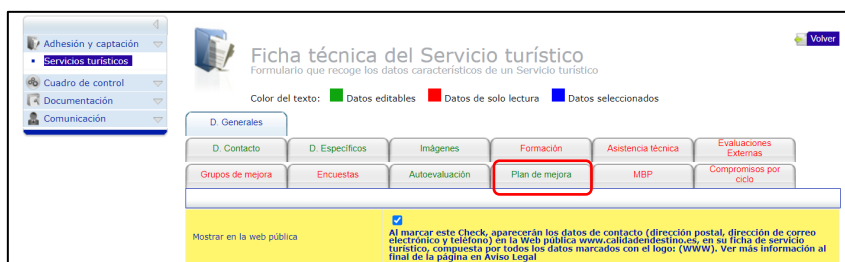 Volver
Adhesión y captación
Servicios turísticos
Cuadro de control
Documentación
Comunicación
Ficha técnica del Servicio turístico
Formulario que recoge los datos característicos de un Servicio turístico
Color del texto: Datos editables Datos de solo lectura Datos seleccionados
D. Generales
D. Contacto D. Específicos Imágenes Formación Asistencia técnica Evaluaciones Externas
Grupos de mejora Encuestas Autoevaluación Plan de mejora MBP Compromisos por ciclo
Mostrar en la web pública
Al marcar este Check, aparecerán los datos de contacto (dirección postal, dirección de correo
electrónico y teléfono) en la Web pública www.calidadendestino.es, en su ficha de servicio
turístico, compuesta por todos los datos marcados con el logo: (WWW). Ver más información al
final de la página en Aviso Legal